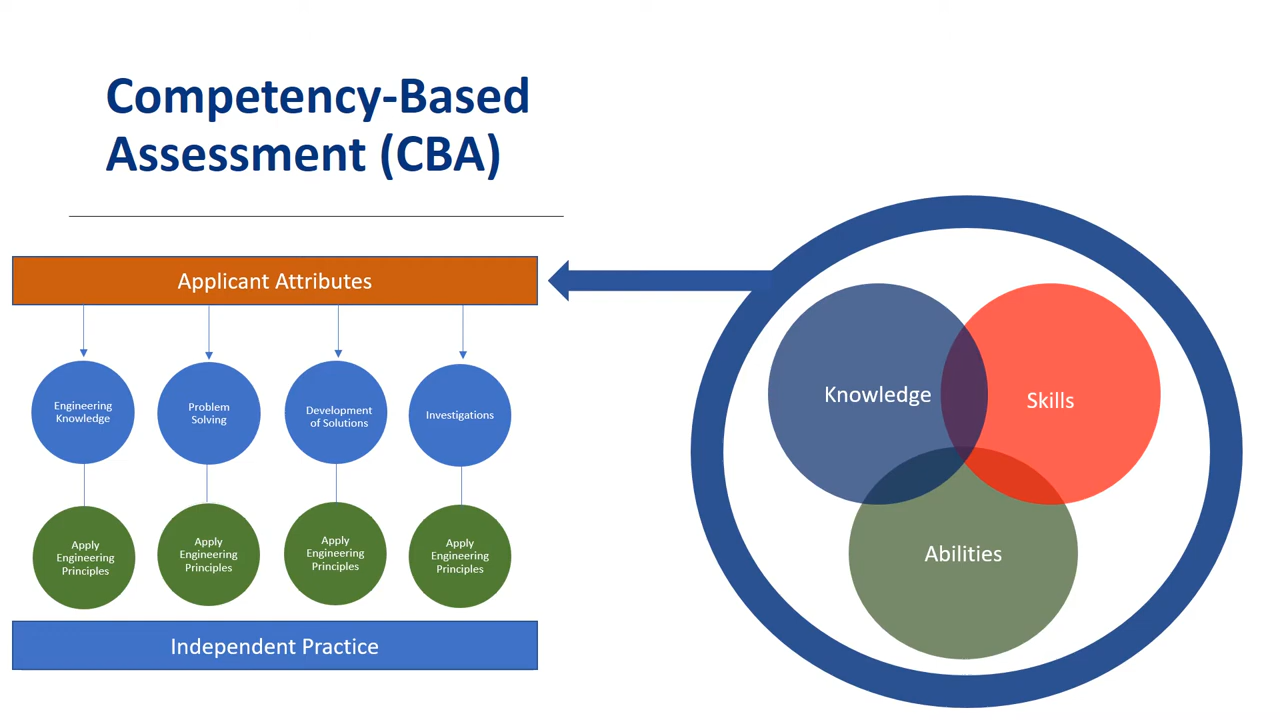 Competency-Based
Assessment (CBA)
Applicant Attributes
Engineering
Knowledge
Problem
Solving
Development
of Solutions
Investigations
Apply
Engineering
Principles
Apply
Engineering
Principles
Apply
Engineering
Principles
Apply
Engineering
Principles
Independent Practice
Knowledge
Skills
Abilities